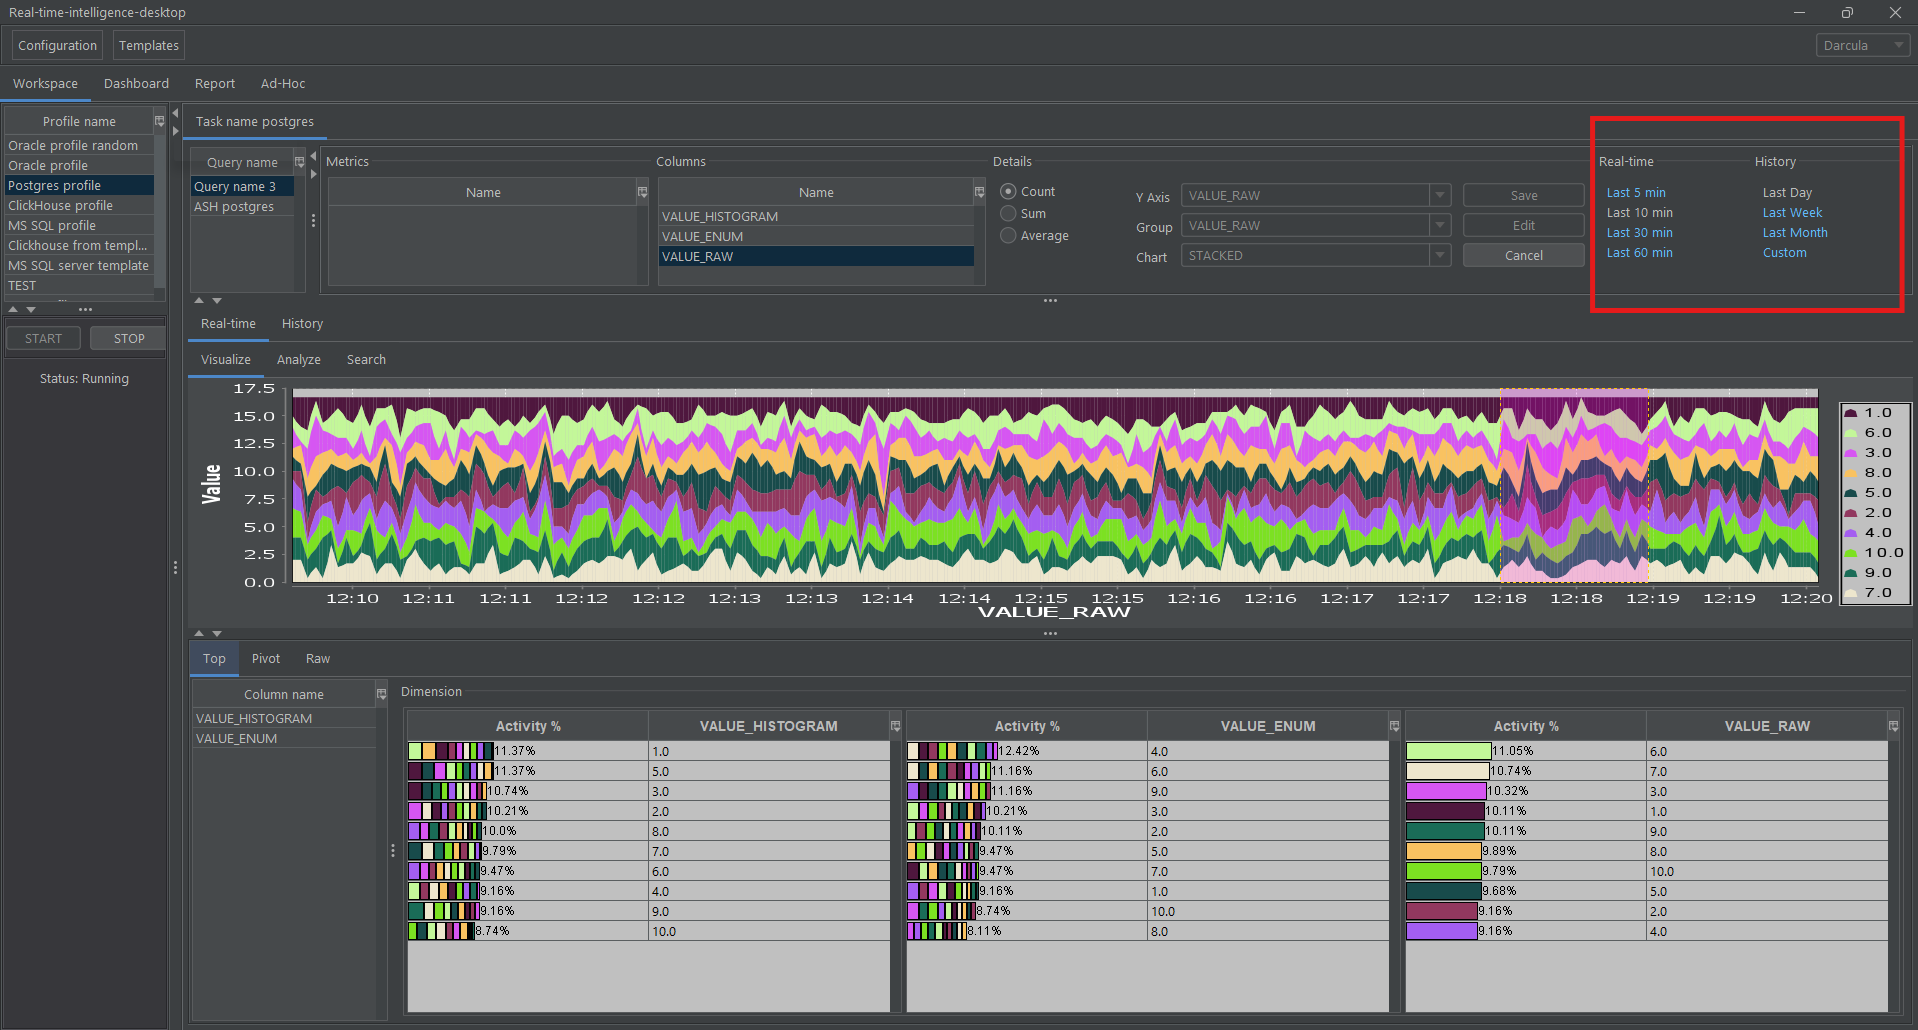 Real-time-intelligence-desktop
Configuration Templates Darcula
Workspace Dashboard Report Ad-Hoc
Profile name
Oracle profile random
Oracle profile
Postgres profile
ClickHouse profile
MS SQL profile
Clickhouse from templ...
MS SQL server template
TEST
START STOP
Status: Running
Task name postgres
Query name
Query name 3
ASH postgres
Metrics
Name
Columns
Name
VALUE_HISTOGRAM
VALUE_ENUM
VALUE_RAW
Details
Count
Sum
Average
Y Axis VALUE_RAW Save
Group VALUE_RAW Edit
Chart STACKED Cancel
Real-time History
Last 5 min Last Day
Last 10 min Last Week
Last 30 min Last Month
Last 60 min Custom
Real-time History
Visualize Analyze Search
Value
17.5
15.0
12.5
10.0
7.5
5.0
2.5
0.0
12:10 12:11 12:11 12:12 12:12 12:13 12:13 12:14 12:14 12:15 12:15 12:16 12:16 12:17 12:17 12:18 12:18 12:19 12:19 12:20
VALUE_RAW
1.0
6.0
3.0
8.0
5.0
2.0
4.0
10.0
9.0
7.0
Top Pivot Raw
Column name
VALUE_HISTOGRAM
VALUE_ENUM
Dimension
Activity % VALUE_HISTOGRAM
11.37% 1.0
11.37% 5.0
10.74% 3.0
10.21% 2.0
10.0% 8.0
9.79% 7.0
9.47% 6.0
9.16% 4.0
9.16% 9.0
8.74% 10.0
Activity % VALUE_ENUM
12.42% 4.0
11.16% 6.0
11.16% 9.0
10.21% 3.0
10.11% 2.0
9.47% 5.0
9.47% 7.0
9.16% 1.0
8.74% 10.0
8.11% 8.0
Activity % VALUE_RAW
11.05% 6.0
10.74% 7.0
10.32% 3.0
10.11% 1.0
10.11% 9.0
9.89% 8.0
9.79% 10.0
9.68% 5.0
9.16% 2.0
9.16% 4.0